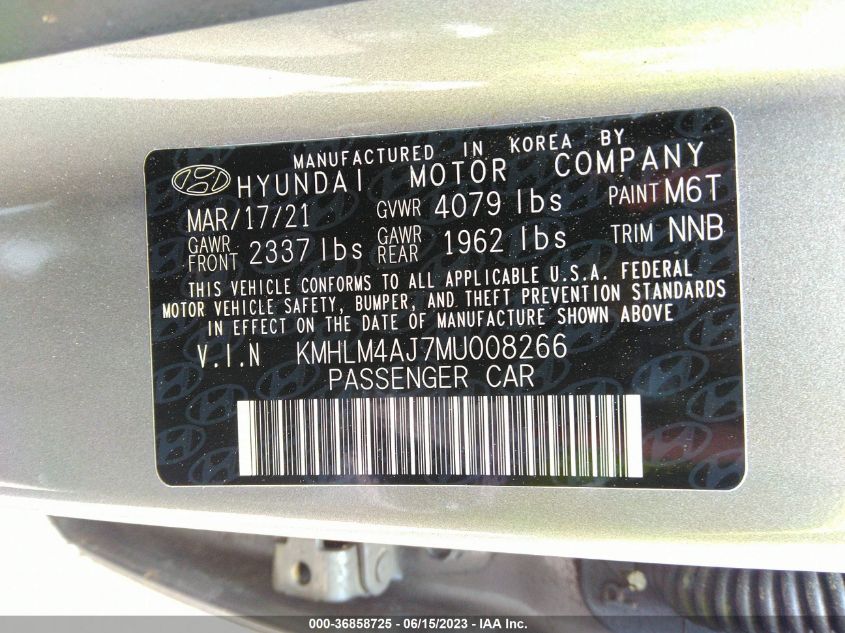 MANUFACTURED IN KOREA BY
HYUNDAI MOTOR COMPANY
MAR/17/21 GVWR 4079 lbs PAINT M6T
GAWR FRONT 2337 lbs GAWR REAR 1962 lbs TRIM NNB
THIS VEHICLE CONFORMS TO ALL APPLICABLE U.S.A. FEDERAL
MOTOR VEHICLE SAFETY, BUMPER, AND THEFT PREVENTION STANDARDS
IN EFFECT ON THE DATE OF MANUFACTURE SHOWN ABOVE
V.I.N KMHLM4AJ7MU008266
PASSENGER CAR
000-36858725 - 06/15/2023 - IAA Inc.